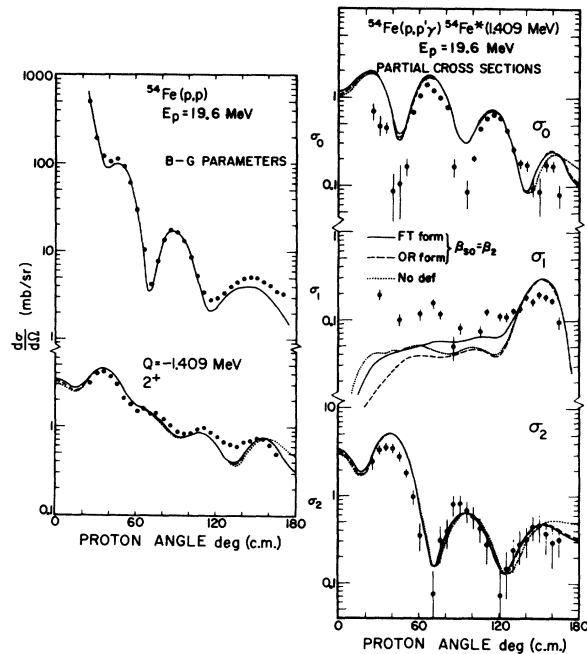 ⁵⁴Fe(p,p)
Eₚ=19.6 MeV
B-G PARAMETERS
1000
100
10
1
dσ/dΩ (mb/sr)
Q=-1.409 MeV
2⁺
1
0.1
0 60 120 180
PROTON ANGLE deg (c.m.)
⁵⁴Fe(p,p'γ) ⁵⁴Fe*(1.409 MeV)
Eₚ=19.6 MeV
PARTIAL CROSS SECTIONS
1.0
σ₀
σ₀
0.1
FT form
OR form } βso=β₂
No def
σ₁
σ₁
0.1
σ₂
1.0
σ₂
0.1
0 60 120 180
PROTON ANGLE deg (c.m.)